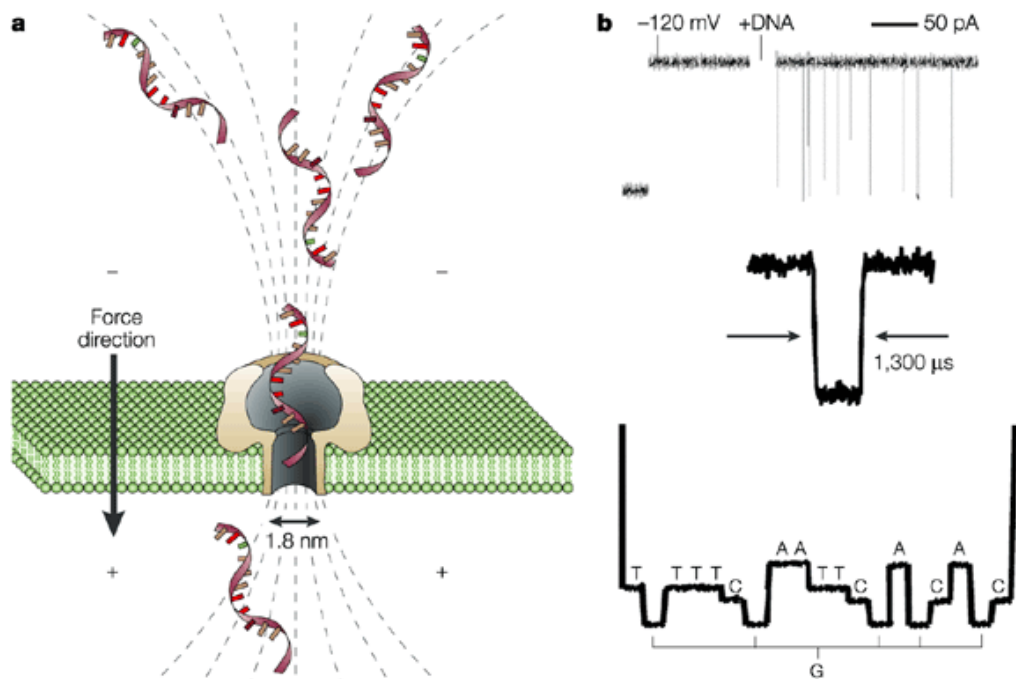 a
–
–
Force
direction
1.8 nm
+
+
b
–120 mV +DNA 50 pA
1,300 µs
A A A A
T T T T T T
C C C C
G